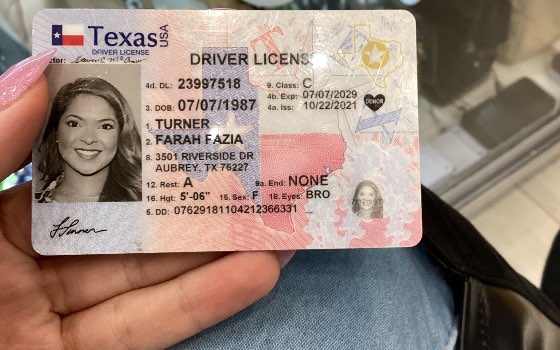 Texas USA
DRIVER LICENSE
DRIVER LICENS
4d. DL: 23997518 9. Class: C
3. DOB: 07/07/1987 4b. Exp: 07/07/2029
4a. Iss: 10/22/2021
DONOR
1. TURNER
2. FARAH FAZIA
8. 3501 RIVERSIDE DR
AUBREY, TX 76227
12. Rest: A 9a. End: NONE
16. Hgt: 5'-06" 15. Sex: F 18. Eyes: BRO
5. DD: 07629181104212366331